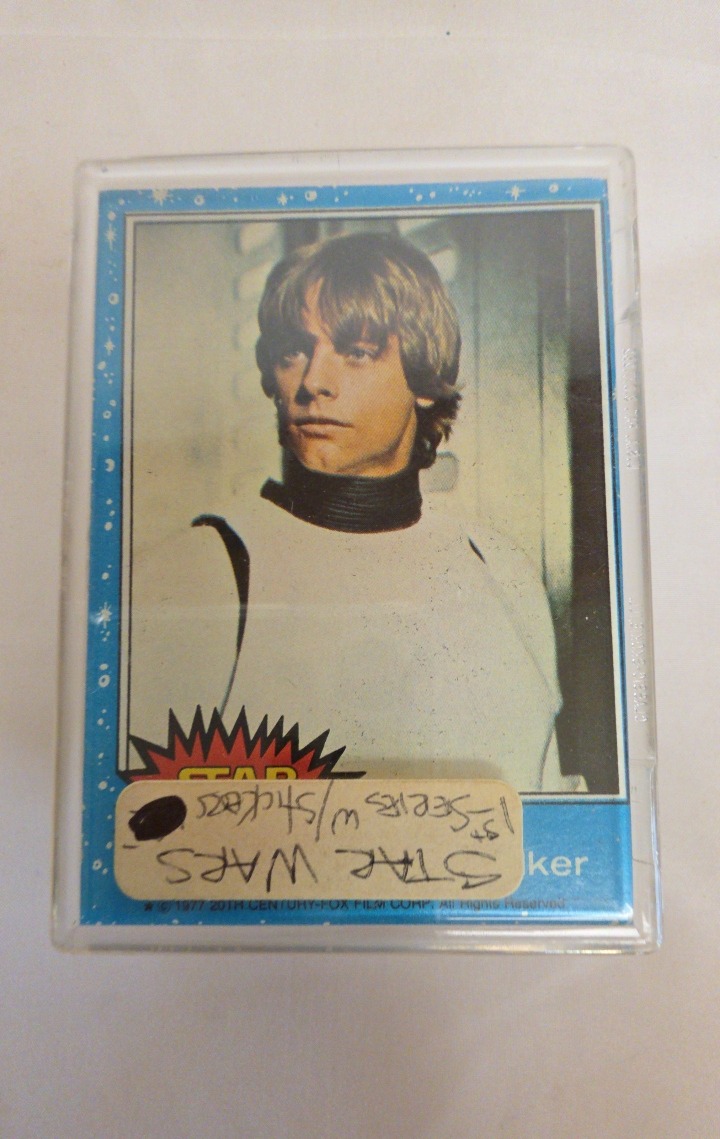 STAR
STAR WARS
1ST SERIES W/ STICKERS
ker
★ © 1977 20TH CENTURY-FOX FILM CORP. All Rights Reserved